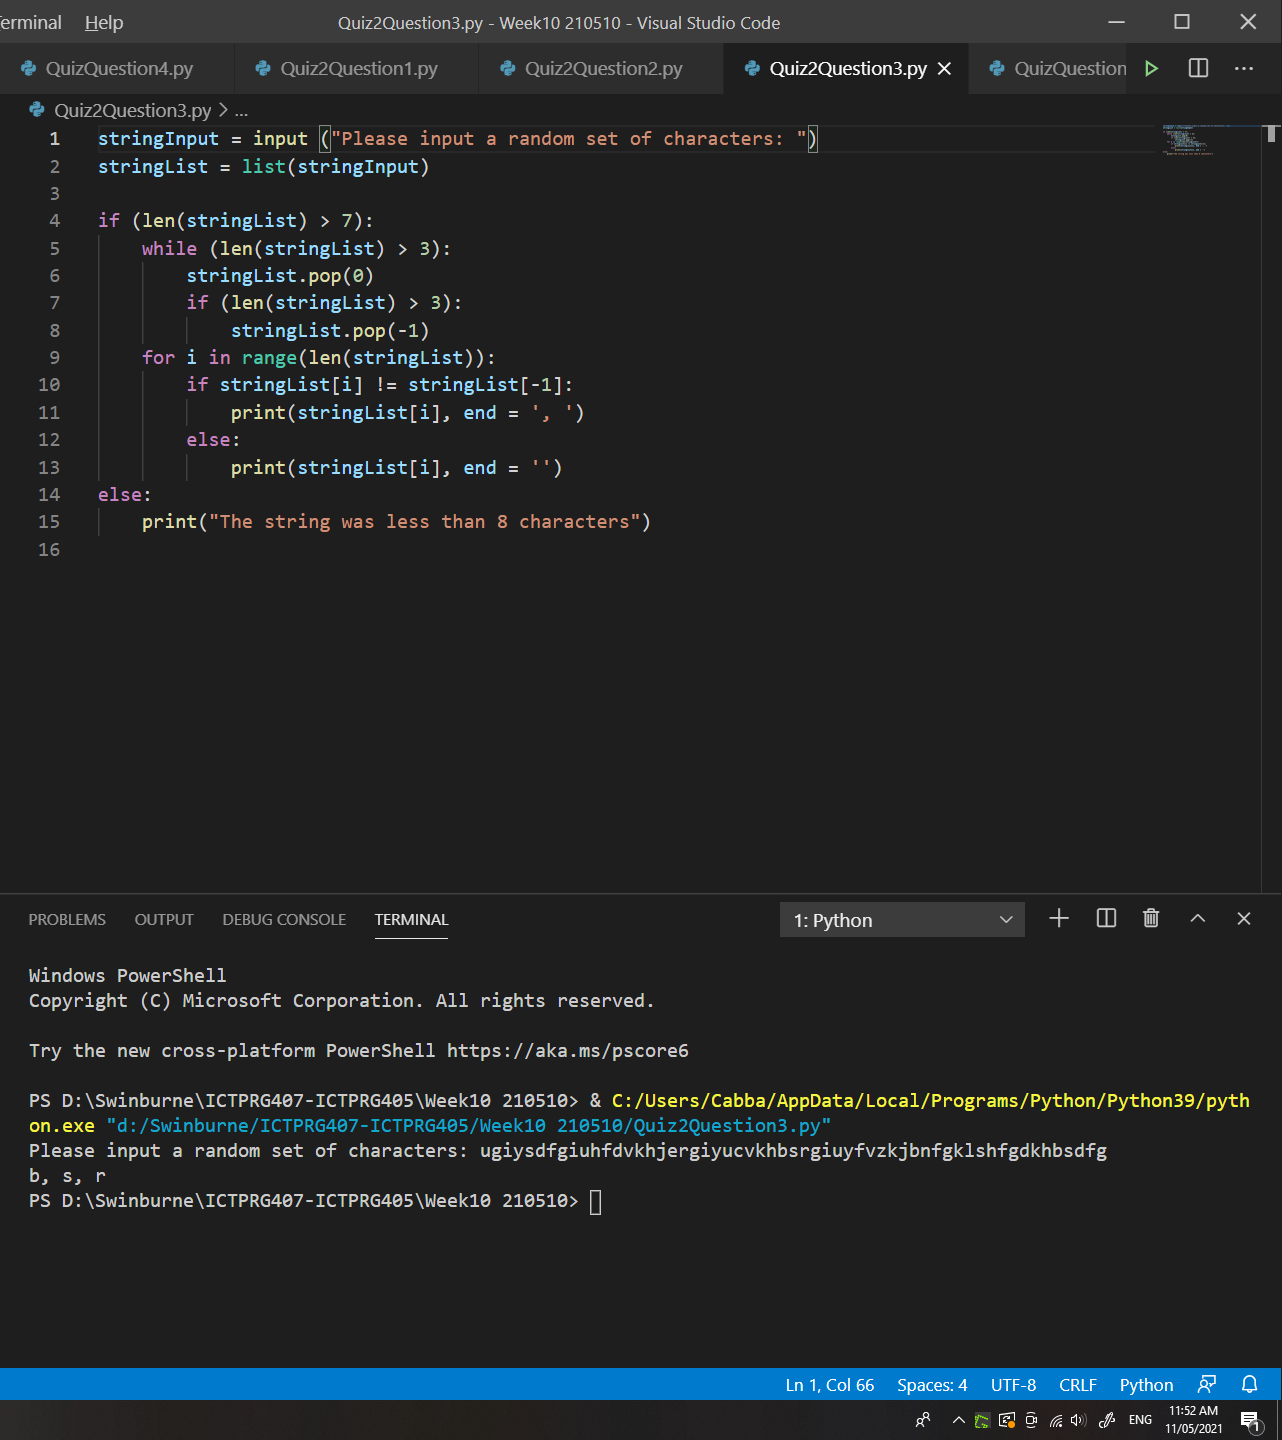 erminal Help Quiz2Question3.py - Week10 210510 - Visual Studio Code
QuizQuestion4.py Quiz2Question1.py Quiz2Question2.py Quiz2Question3.py QuizQuestion
Quiz2Question3.py > ...
1 stringInput = input ("Please input a random set of characters: ")
2 stringList = list(stringInput)
3
4 if (len(stringList) > 7):
5     while (len(stringList) > 3):
6         stringList.pop(0)
7         if (len(stringList) > 3):
8             stringList.pop(-1)
9     for i in range(len(stringList)):
10         if stringList[i] != stringList[-1]:
11             print(stringList[i], end = ', ')
12         else:
13             print(stringList[i], end = '')
14 else:
15     print("The string was less than 8 characters")
16
PROBLEMS OUTPUT DEBUG CONSOLE TERMINAL 1: Python
Windows PowerShell
Copyright (C) Microsoft Corporation. All rights reserved.
Try the new cross-platform PowerShell https://aka.ms/pscore6
PS D:\Swinburne\ICTPRG407-ICTPRG405\Week10 210510> & C:/Users/Cabba/AppData/Local/Programs/Python/Python39/pyth
on.exe "d:/Swinburne/ICTPRG407-ICTPRG405/Week10 210510/Quiz2Question3.py"
Please input a random set of characters: ugiysdfgiuhfdvkhjergiyucvkhbsrgiuyfvzkjbnfgklshfgdkhbsdfg
b, s, r
PS D:\Swinburne\ICTPRG407-ICTPRG405\Week10 210510>
Ln 1, Col 66 Spaces: 4 UTF-8 CRLF Python
ENG 11:52 AM
11/05/2021 1